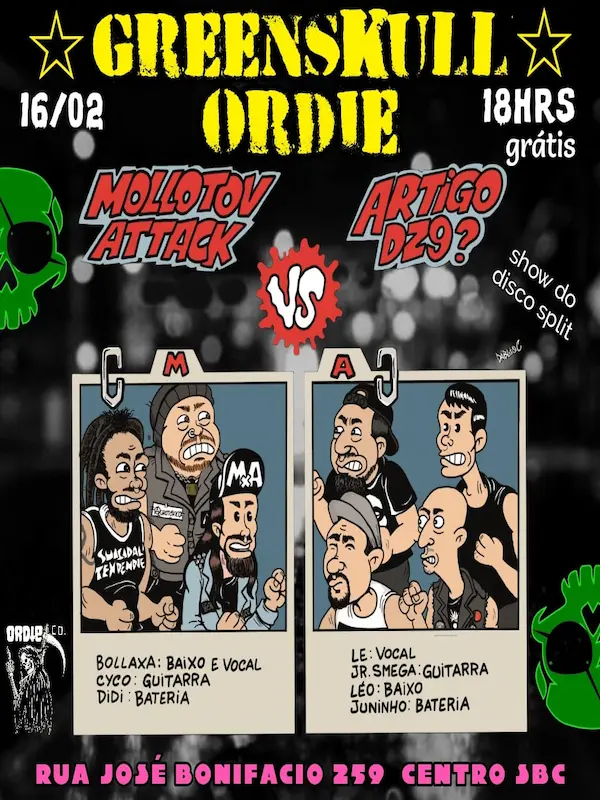 GREENSKULL
ORDIE
16/02
18HRS
grátis
MOLLOTOV
ATTACK
ARTIGO
DZ9?
VS
show do
disco split
M
A
MA
BOLLAXA: BAIXO E VOCAL
CYCO: GUITARRA
DIDI: BATERIA
LE: VOCAL
JR. SMEGA: GUITARRA
LÉO: BAIXO
JUNINHO: BATERIA
ORDIE CO.
RUA JOSÉ BONIFACIO 259 CENTRO SBC